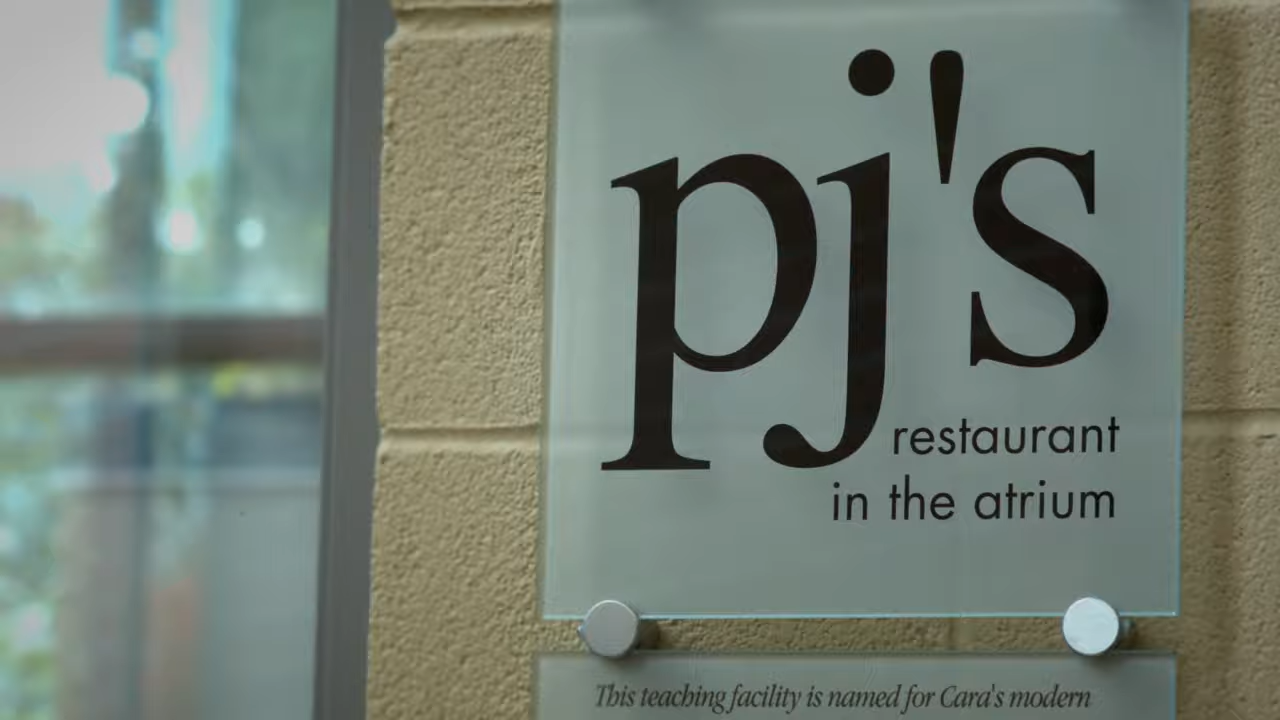 pj's
restaurant
in the atrium
This teaching facility is named for Cara's modern